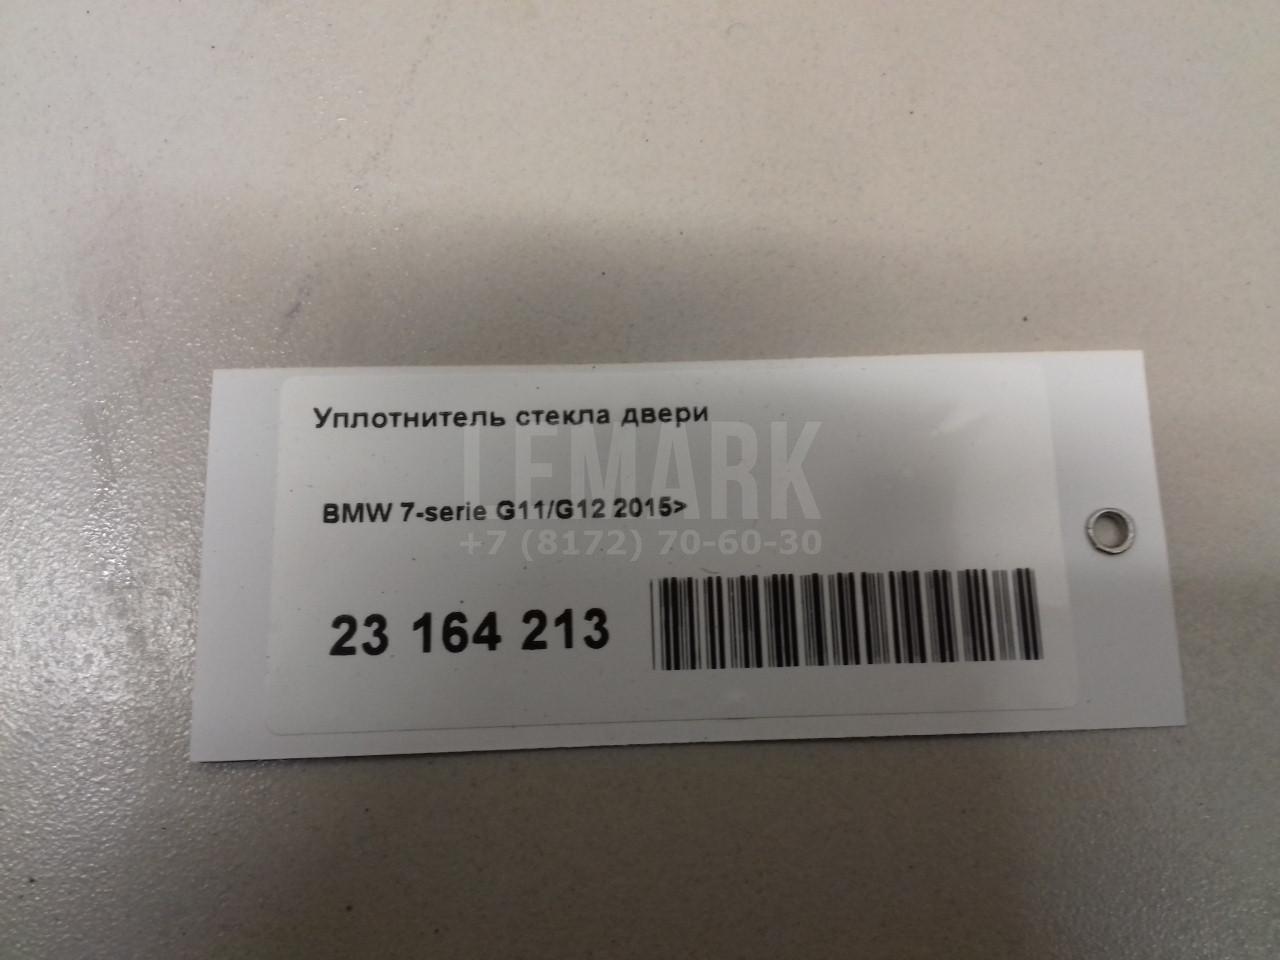 Уплотнитель стекла двери
LEMARK
BMW 7-serie G11/G12 2015>
+7 (8172) 70-60-30
23 164 213